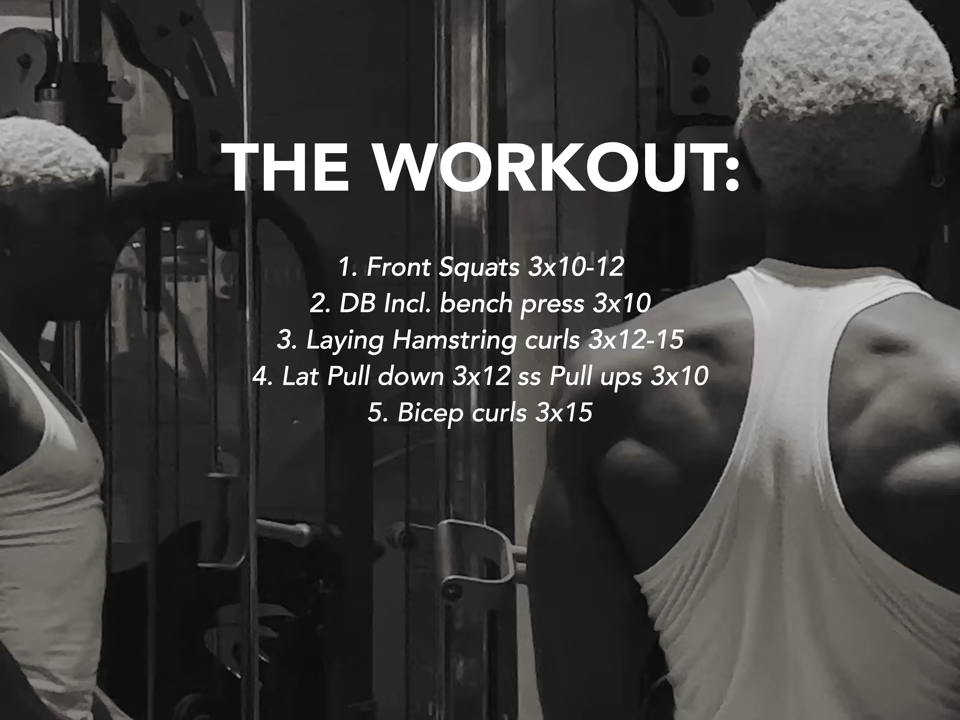 THE WORKOUT:
1. Front Squats 3x10-12
2. DB Incl. bench press 3x10
3. Laying Hamstring curls 3x12-15
4. Lat Pull down 3x12 ss Pull ups 3x10
5. Bicep curls 3x15